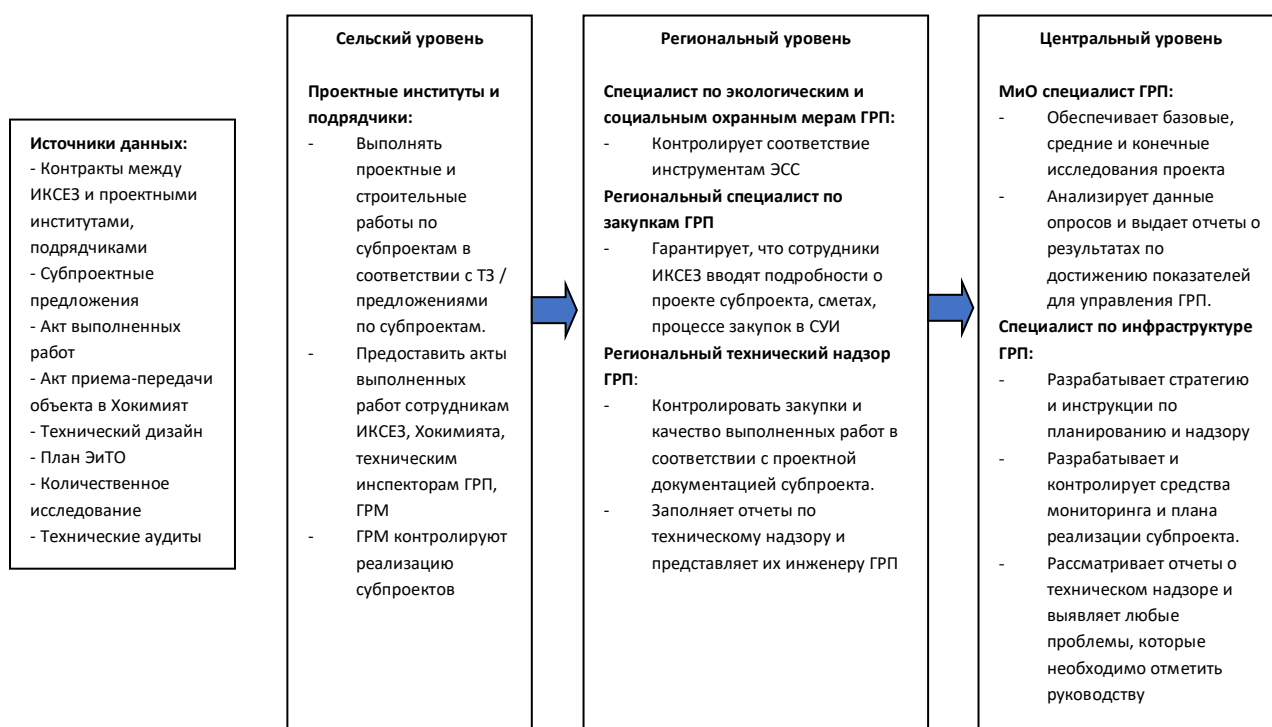 Источники данных:
- Контракты между
ИКСЕЗ и проектными
институтами,
подрядчиками
- Субпроектные
предложения
- Акт выполненных
работ
- Акт приема-передачи
объекта в Хокимият
- Технический дизайн
- План ЭиТО
- Количественное
исследование
- Технические аудиты
Сельский уровень
Проектные институты и
подрядчики:
- Выполнять
проектные и
строительные
работы по
субпроектам в
соответствии с ТЗ /
предложениями
по субпроектам.
- Предоставить акты
выполненных
работ сотрудникам
ИКСЕЗ, Хокимията,
техническим
инспекторам ГРП,
ГРМ
- ГРМ контролируют
реализацию
субпроектов
Региональный уровень
Специалист по экологическим и
социальным охранным мерам ГРП:
- Контролирует соответствие
инструментам ЭСС
Региональный специалист по
закупкам ГРП
- Гарантирует, что сотрудники
ИКСЕЗ вводят подробности о
проекте субпроекта, сметах,
процессе закупок в СУИ
Региональный технический надзор
ГРП:
- Контролировать закупки и
качество выполненных работ в
соответствии с проектной
документацией субпроекта.
- Заполняет отчеты по
техническому надзору и
представляет их инженеру ГРП
Центральный уровень
МиО специалист ГРП:
- Обеспечивает базовые,
средние и конечные
исследования проекта
- Анализирует данные
опросов и выдает отчеты о
результатах по
достижению показателей
для управления ГРП.
Специалист по инфраструктуре
ГРП:
- Разрабатывает стратегию
и инструкции по
планированию и надзору
- Разрабатывает и
контролирует средства
мониторинга и плана
реализации субпроекта.
- Рассматривает отчеты о
техническом надзоре и
выявляет любые
проблемы, которые
необходимо отметить
руководству